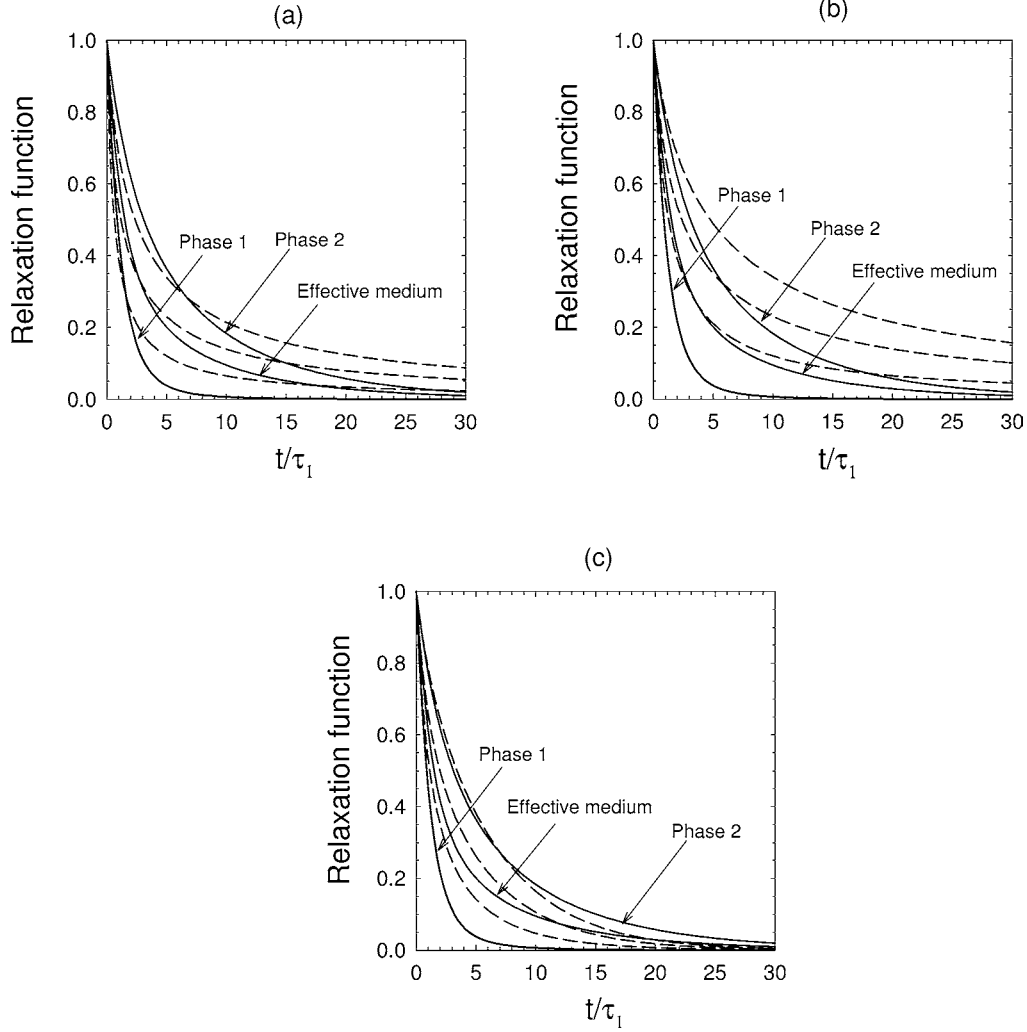 (a)
Relaxation function
1.0
0.8
0.6
0.4
0.2
0.0
Phase 1
Phase 2
Effective medium
0 5 10 15 20 25 30
t/τ₁
(b)
Relaxation function
1.0
0.8
0.6
0.4
0.2
0.0
Phase 1
Phase 2
Effective medium
0 5 10 15 20 25 30
t/τ₁
(c)
Relaxation function
1.0
0.8
0.6
0.4
0.2
0.0
Phase 1
Effective medium
Phase 2
0 5 10 15 20 25 30
t/τ₁